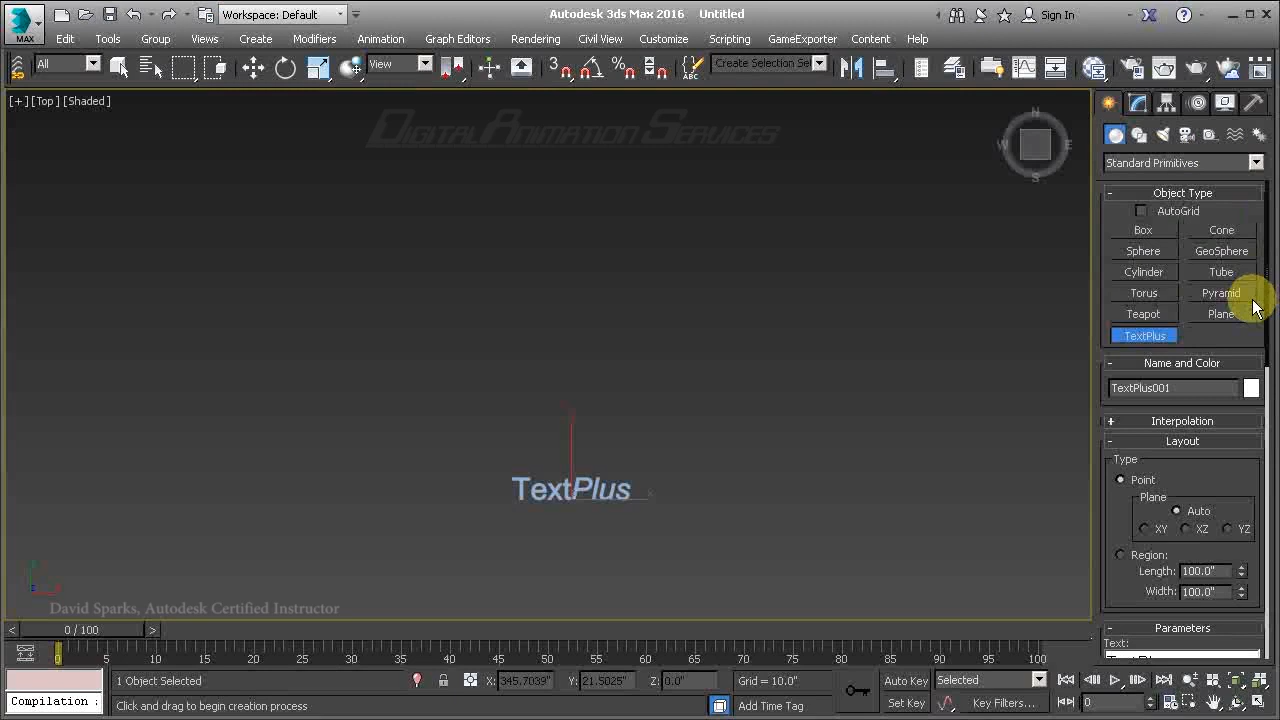 MAX
Workspace: Default
Autodesk 3ds Max 2016 Untitled
Sign In
Edit Tools Group Views Create Modifiers Animation Graph Editors Rendering Civil View Customize Scripting GameExporter Content Help
All
View
3
ABC
Create Selection Se
[+] [Top] [Shaded]
DIGITAL ANIMATION SERVICES
N
W E
S
Standard Primitives
- Object Type
AutoGrid
Box Cone
Sphere GeoSphere
Cylinder Tube
Torus Pyramid
Teapot Plane
TextPlus
- Name and Color
TextPlus001
+ Interpolation
- Layout
Type
Point
Plane
Auto
XY XZ YZ
Region:
Length: 100.0"
Width: 100.0"
- Parameters
Text:
TextPlus
David Sparks, Autodesk Certified Instructor
< 0 / 100 >
0 5 10 15 20 25 30 35 40 45 50 55 60 65 70 75 80 85 90 95 100
1 Object Selected
X: 345.7039" Y: 21.5025" Z: 0.0" Grid = 10.0"
Auto Key Selected
Compilation :
Click and drag to begin creation process
Add Time Tag
Set Key Key Filters... 0